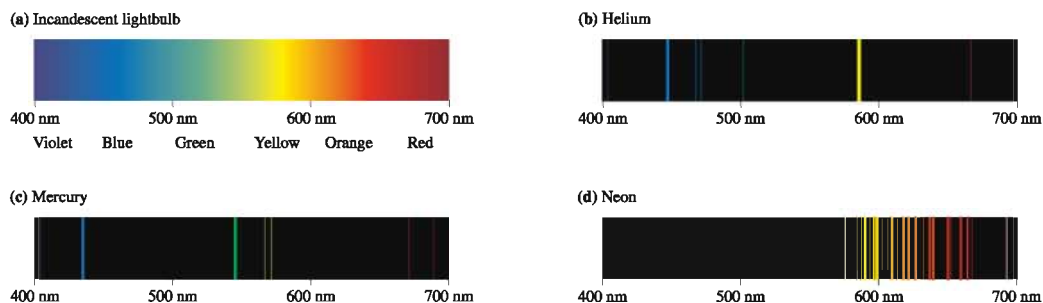 (a) Incandescent lightbulb
400 nm 500 nm 600 nm 700 nm
Violet Blue Green Yellow Orange Red
(b) Helium
400 nm 500 nm 600 nm 700 nm
(c) Mercury
400 nm 500 nm 600 nm 700 nm
(d) Neon
400 nm 500 nm 600 nm 700 nm